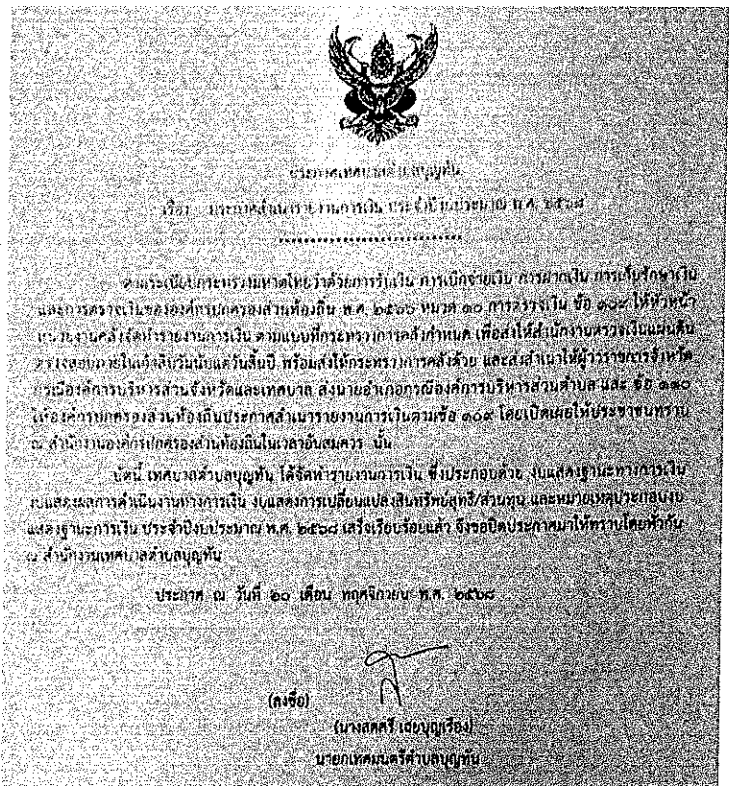 ประกาศเทศบาลตำบลบุญทัน
เรื่อง ประกาศสำเนารายงานการเงิน ประจำปีงบประมาณ พ.ศ. ๒๕๖๘
ตามระเบียบกระทรวงมหาดไทยว่าด้วยการรับเงิน การเบิกจ่ายเงิน การฝากเงิน การเก็บรักษาเงิน
และการตรวจเงินขององค์กรปกครองส่วนท้องถิ่น พ.ศ. ๒๕๖๖ หมวด ๑๐ การตรวจเงิน ข้อ ๑๐๙ ให้หัวหน้า
หน่วยงานคลังจัดทำรายงานการเงิน ตามแบบที่กระทรวงการคลังกำหนด เพื่อส่งให้สำนักงานตรวจเงินแผ่นดิน
ตรวจสอบภายในเก้าสิบวันนับแต่วันสิ้นปี พร้อมส่งให้กระทรวงการคลังด้วย และส่งสำเนาให้ผู้ว่าราชการจังหวัด
กรณีองค์การบริหารส่วนจังหวัดและเทศบาล ส่งนายอำเภอกรณีองค์การบริหารส่วนตำบล และ ข้อ ๑๑๐
ให้องค์กรปกครองส่วนท้องถิ่นประกาศสำเนารายงานการเงินตามข้อ ๑๐๙ โดยเปิดเผยให้ประชาชนทราบ
ณ สำนักงานองค์กรปกครองส่วนท้องถิ่นในเวลาอันสมควร นั้น
บัดนี้ เทศบาลตำบลบุญทัน ได้จัดทำรายงานการเงิน ซึ่งประกอบด้วย งบแสดงฐานะทางการเงิน
งบแสดงผลการดำเนินงานทางการเงิน งบแสดงการเปลี่ยนแปลงสินทรัพย์สุทธิ/ส่วนทุน และหมายเหตุประกอบงบ
แสดงฐานะการเงิน ประจำปีงบประมาณ พ.ศ. ๒๕๖๘ เสร็จเรียบร้อยแล้ว จึงขอปิดประกาศมาให้ทราบโดยทั่วกัน
ณ สำนักงานเทศบาลตำบลบุญทัน
ประกาศ ณ วันที่ ๒๐ เดือน พฤศจิกายน พ.ศ. ๒๕๖๘
(ลงชื่อ)
(นางสดศรี เสยบุญเรือง)
นายกเทศมนตรีตำบลบุญทัน